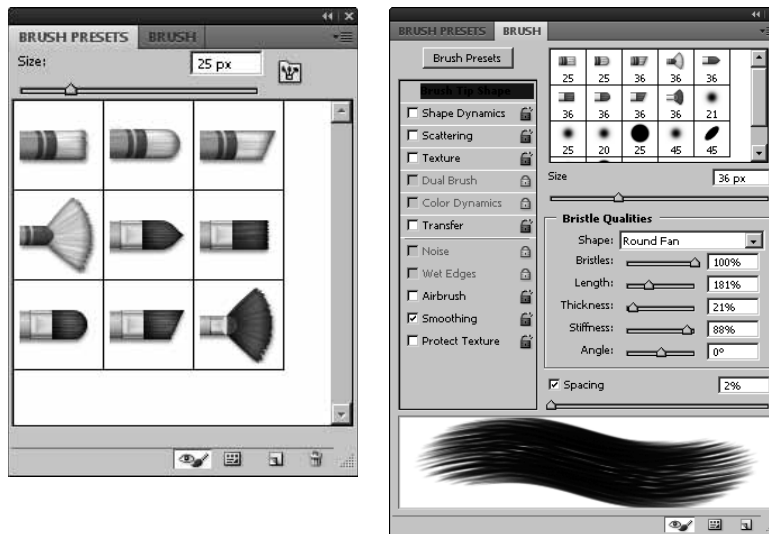 BRUSH PRESETS BRUSH
Size: 25 px
BRUSH PRESETS BRUSH
Brush Presets
Brush Tip Shape
Shape Dynamics
Scattering
Texture
Dual Brush
Color Dynamics
Transfer
Noise
Wet Edges
Airbrush
Smoothing
Protect Texture
25 25 36 36 36
36 36 36 36 21
25 20 25 45 45
Size 36 px
Bristle Qualities
Shape: Round Fan
Bristles: 100%
Length: 181%
Thickness: 21%
Stiffness: 88%
Angle: 0°
Spacing 2%